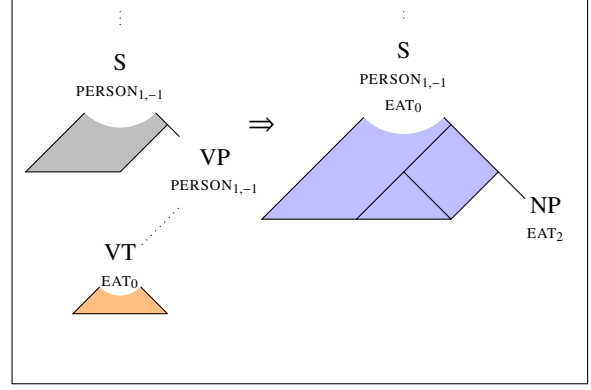 S
PERSON₁,₋₁
VP
PERSON₁,₋₁
VT
EAT₀
⇒
S
PERSON₁,₋₁
EAT₀
NP
EAT₂